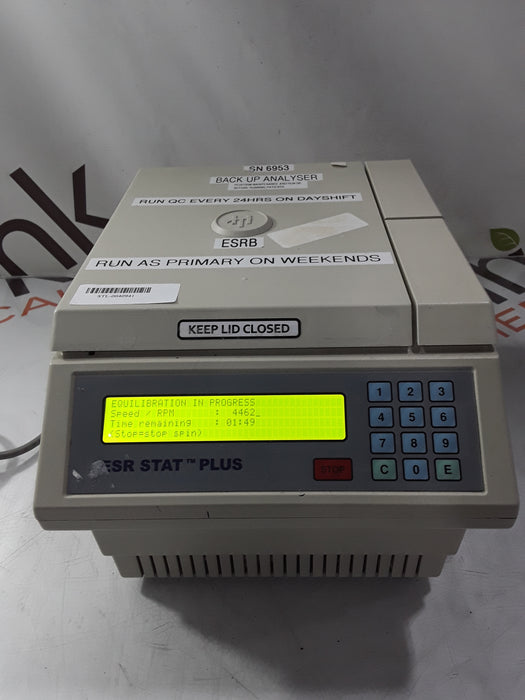 SN 6953
BACK UP ANALYSER
RUN QC EVERY 24HRS ON DAYSHIFT
ESRB
RUN AS PRIMARY ON WEEKENDS
KEEP LID CLOSED
EQUILIBRATION IN PROGRESS
Speed / RPM : 4462_
Time remaining : 01:49
(Stop=stop spin)
ESR STAT™ PLUS
STOP
1 2 3
4 5 6
7 8 9
C 0 E